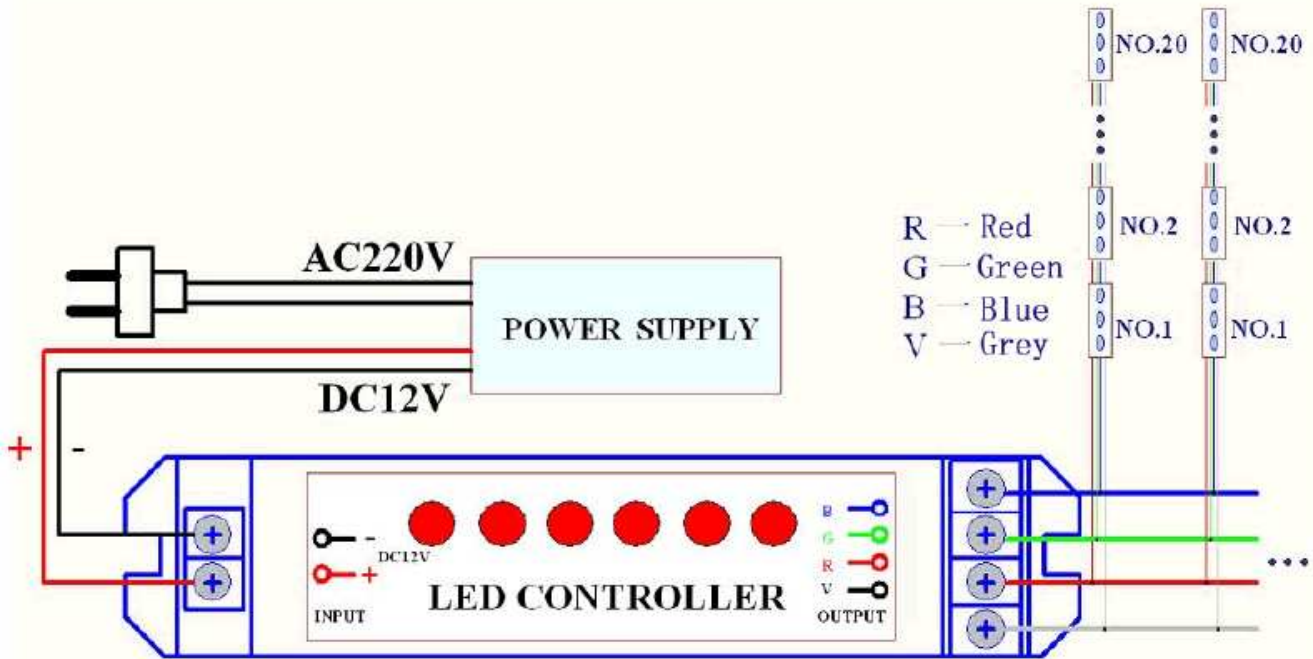 NO.20 NO.20
NO.2 NO.2
NO.1 NO.1
R — Red
G — Green
B — Blue
V — Grey
AC220V
POWER SUPPLY
DC12V
+ -
-
DC12V
+
INPUT
LED CONTROLLER
B
G
R
V
OUTPUT